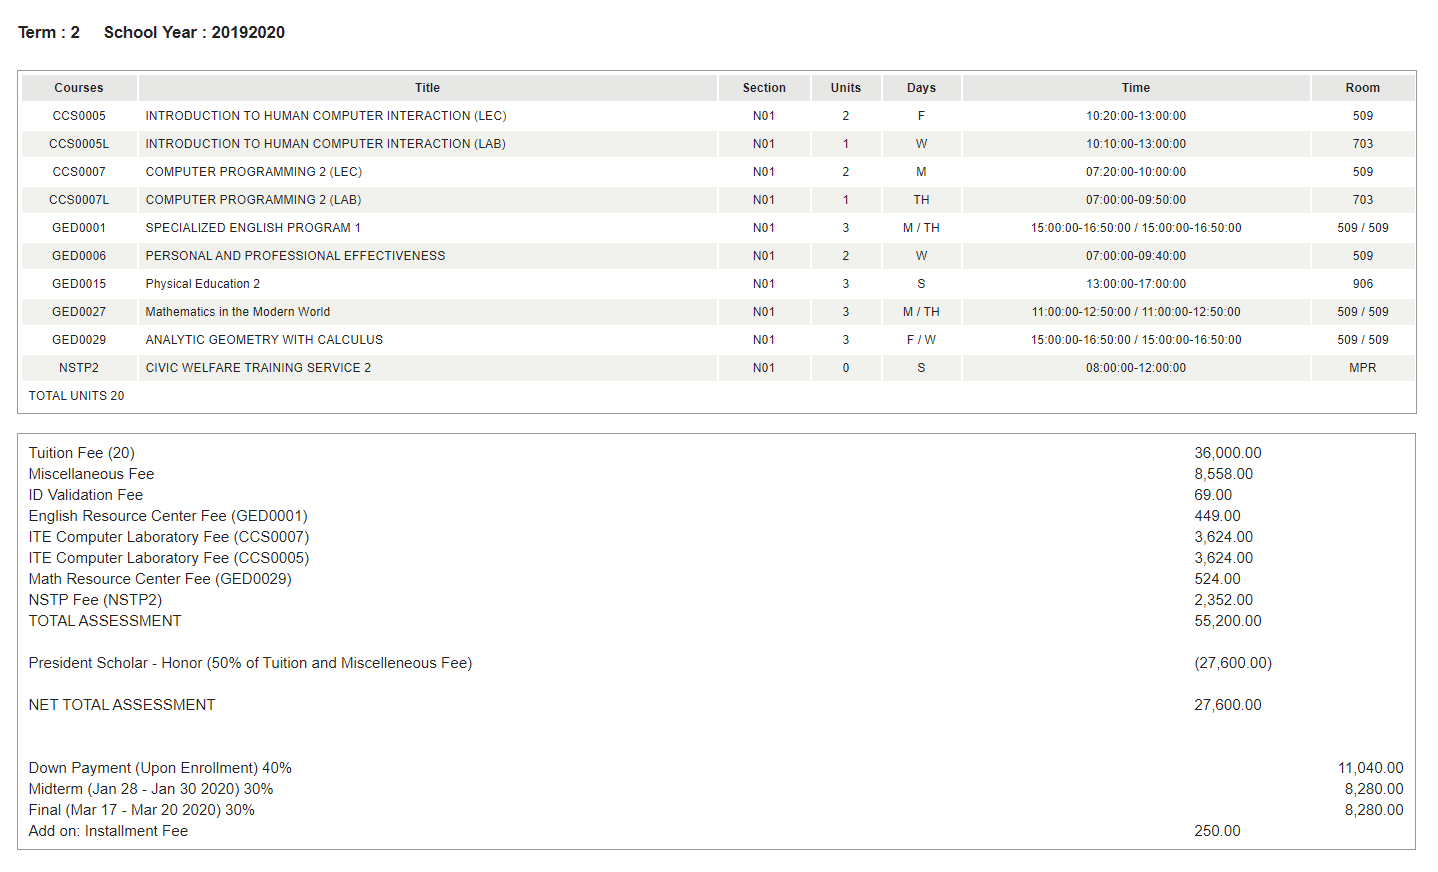 Term : 2 School Year : 20192020
Courses Title Section Units Days Time Room
CCS0005 INTRODUCTION TO HUMAN COMPUTER INTERACTION (LEC) N01 2 F 10:20:00-13:00:00 509
CCS0005L INTRODUCTION TO HUMAN COMPUTER INTERACTION (LAB) N01 1 W 10:10:00-13:00:00 703
CCS0007 COMPUTER PROGRAMMING 2 (LEC) N01 2 M 07:20:00-10:00:00 509
CCS0007L COMPUTER PROGRAMMING 2 (LAB) N01 1 TH 07:00:00-09:50:00 703
GED0001 SPECIALIZED ENGLISH PROGRAM 1 N01 3 M / TH 15:00:00-16:50:00 / 15:00:00-16:50:00 509 / 509
GED0006 PERSONAL AND PROFESSIONAL EFFECTIVENESS N01 2 W 07:00:00-09:40:00 509
GED0015 Physical Education 2 N01 3 S 13:00:00-17:00:00 906
GED0027 Mathematics in the Modern World N01 3 M / TH 11:00:00-12:50:00 / 11:00:00-12:50:00 509 / 509
GED0029 ANALYTIC GEOMETRY WITH CALCULUS N01 3 F / W 15:00:00-16:50:00 / 15:00:00-16:50:00 509 / 509
NSTP2 CIVIC WELFARE TRAINING SERVICE 2 N01 0 S 08:00:00-12:00:00 MPR
TOTAL UNITS 20
Tuition Fee (20) 36,000.00
Miscellaneous Fee 8,558.00
ID Validation Fee 69.00
English Resource Center Fee (GED0001) 449.00
ITE Computer Laboratory Fee (CCS0007) 3,624.00
ITE Computer Laboratory Fee (CCS0005) 3,624.00
Math Resource Center Fee (GED0029) 524.00
NSTP Fee (NSTP2) 2,352.00
TOTAL ASSESSMENT 55,200.00
President Scholar - Honor (50% of Tuition and Miscelleneous Fee) (27,600.00)
NET TOTAL ASSESSMENT 27,600.00
Down Payment (Upon Enrollment) 40% 11,040.00
Midterm (Jan 28 - Jan 30 2020) 30% 8,280.00
Final (Mar 17 - Mar 20 2020) 30% 8,280.00
Add on: Installment Fee 250.00